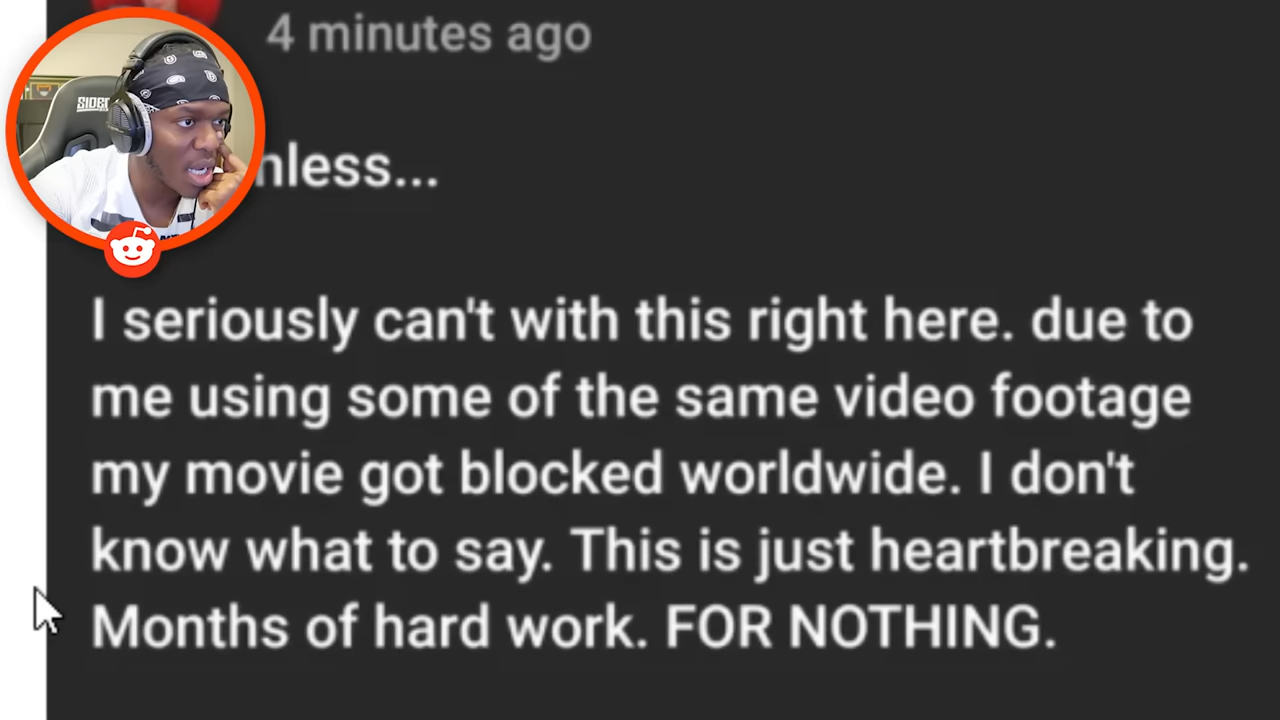 4 minutes ago
I seriously can't with this right here. due to
me using some of the same video footage
my movie got blocked worldwide. I don't
know what to say. This is just heartbreaking.
Months of hard work. FOR NOTHING.